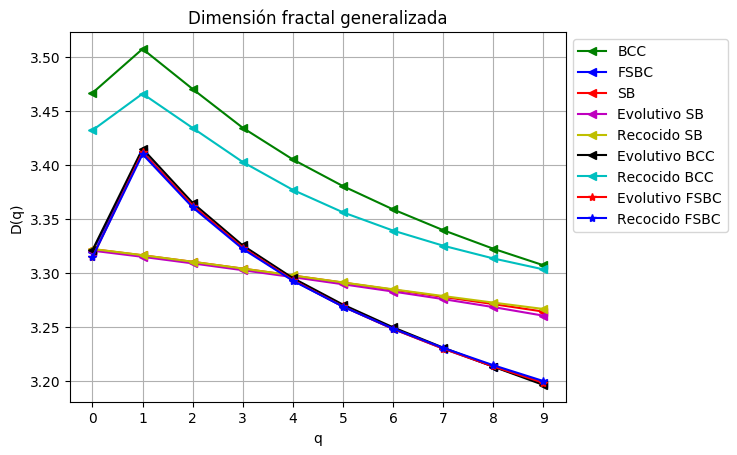 Dimensión fractal generalizada
D(q)
3.50
3.45
3.40
3.35
3.30
3.25
3.20
0 1 2 3 4 5 6 7 8 9
q
BCC
FSBC
SB
Evolutivo SB
Recocido SB
Evolutivo BCC
Recocido BCC
Evolutivo FSBC
Recocido FSBC